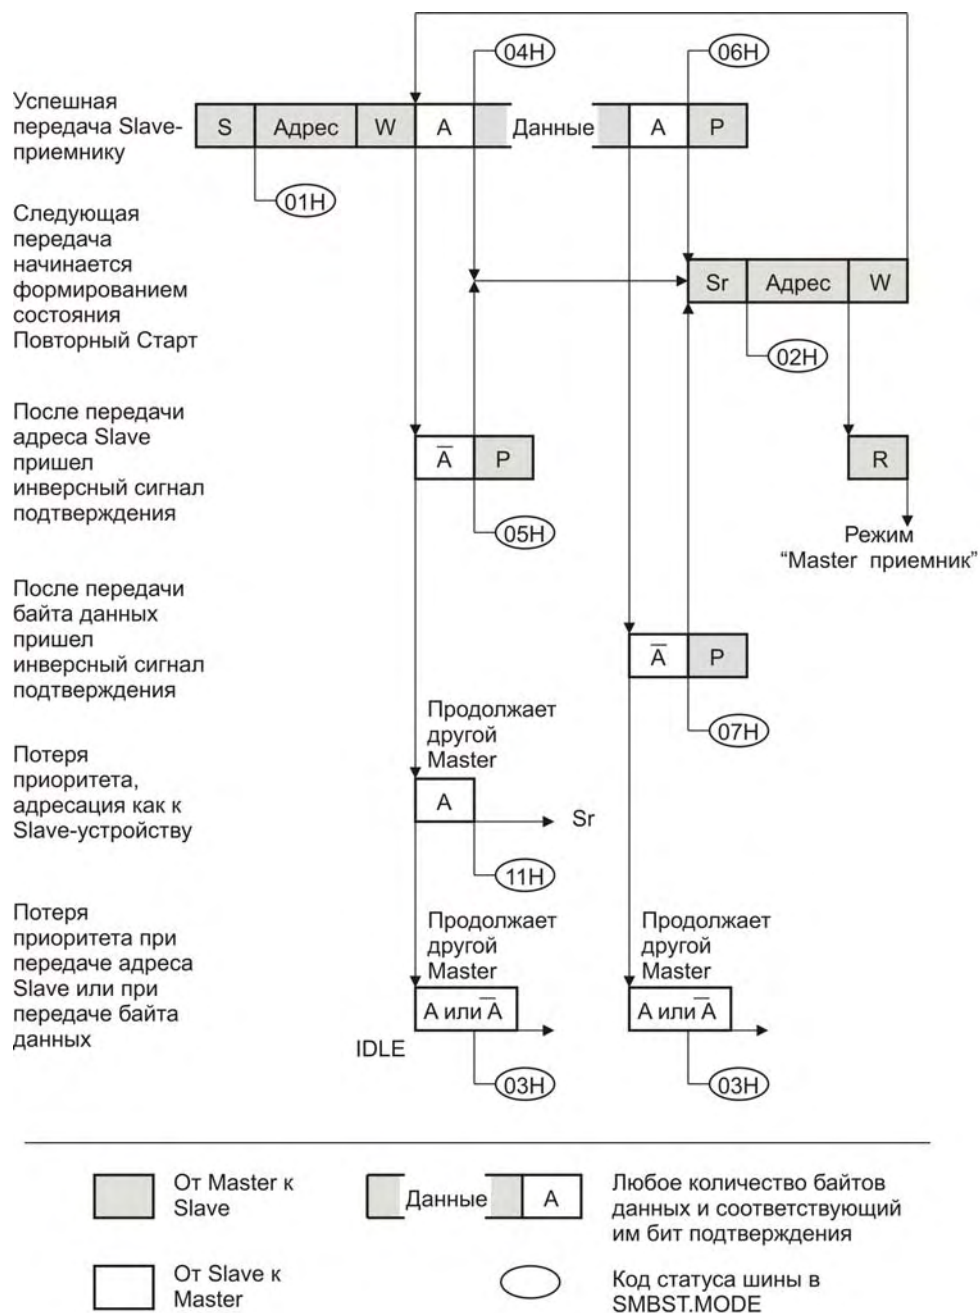 04H
06H
Успешная
передача Slave-
приемнику
S Адрес W A Данные A P
01H
Следующая
передача
начинается
формированием
состояния
Повторный Старт
Sr Адрес W
02H
После передачи
адреса Slave
пришел
инверсный сигнал
подтверждения
A̅ P
R
05H
Режим
“Master приемник”
После передачи
байта данных
пришел
инверсный сигнал
подтверждения
A̅ P
07H
Потеря
приоритета,
адресация как к
Slave-устройству
Продолжает
другой
Master
A
Sr
11H
Потеря
приоритета при
передаче адреса
Slave или при
передаче байта
данных
Продолжает
другой
Master
A или A̅
IDLE
03H
Продолжает
другой
Master
A или A̅
03H
От Master к
Slave
Данные A
Любое количество байтов
данных и соответствующий
им бит подтверждения
От Slave к
Master
Код статуса шины в
SMBST.MODE